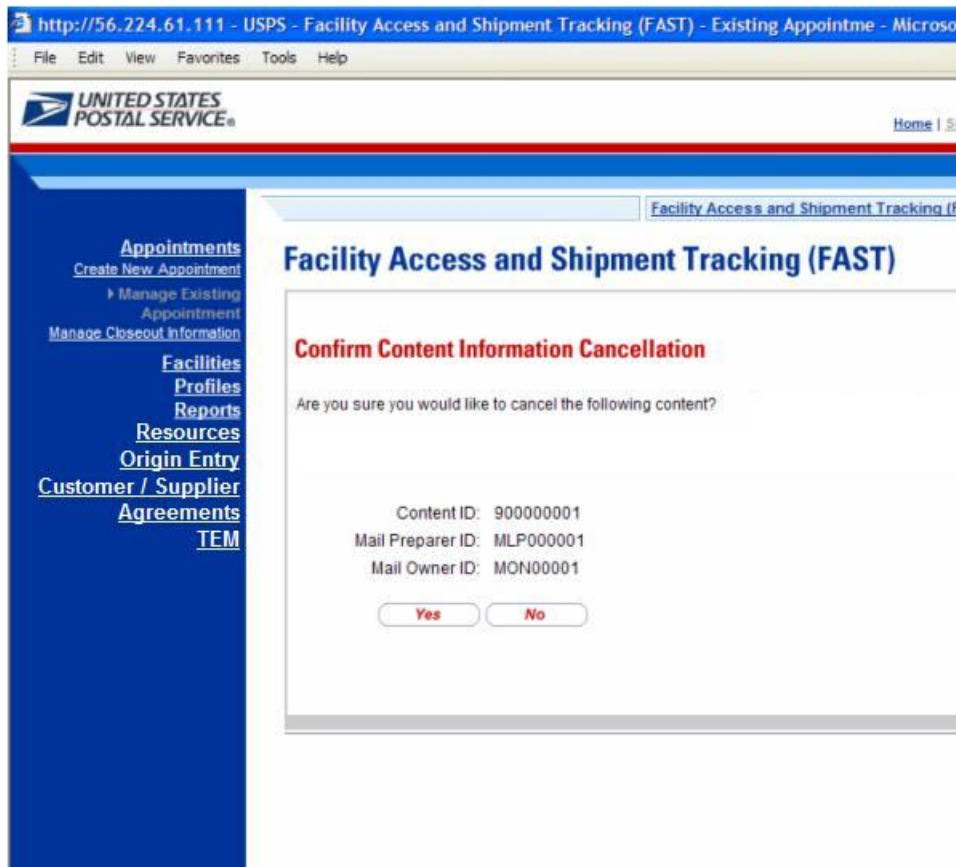 http://56.224.61.111 - USPS - Facility Access and Shipment Tracking (FAST) - Existing Appointme - Microso
File Edit View Favorites Tools Help
UNITED STATES
POSTAL SERVICE®
Home | S
Facility Access and Shipment Tracking (F
Appointments
Create New Appointment
Manage Existing
Appointment
Manage Closeout Information
Facilities
Profiles
Reports
Resources
Origin Entry
Customer / Supplier
Agreements
TEM
Facility Access and Shipment Tracking (FAST)
Confirm Content Information Cancellation
Are you sure you would like to cancel the following content?
Content ID: 900000001
Mail Preparer ID: MLP000001
Mail Owner ID: MON00001
Yes No